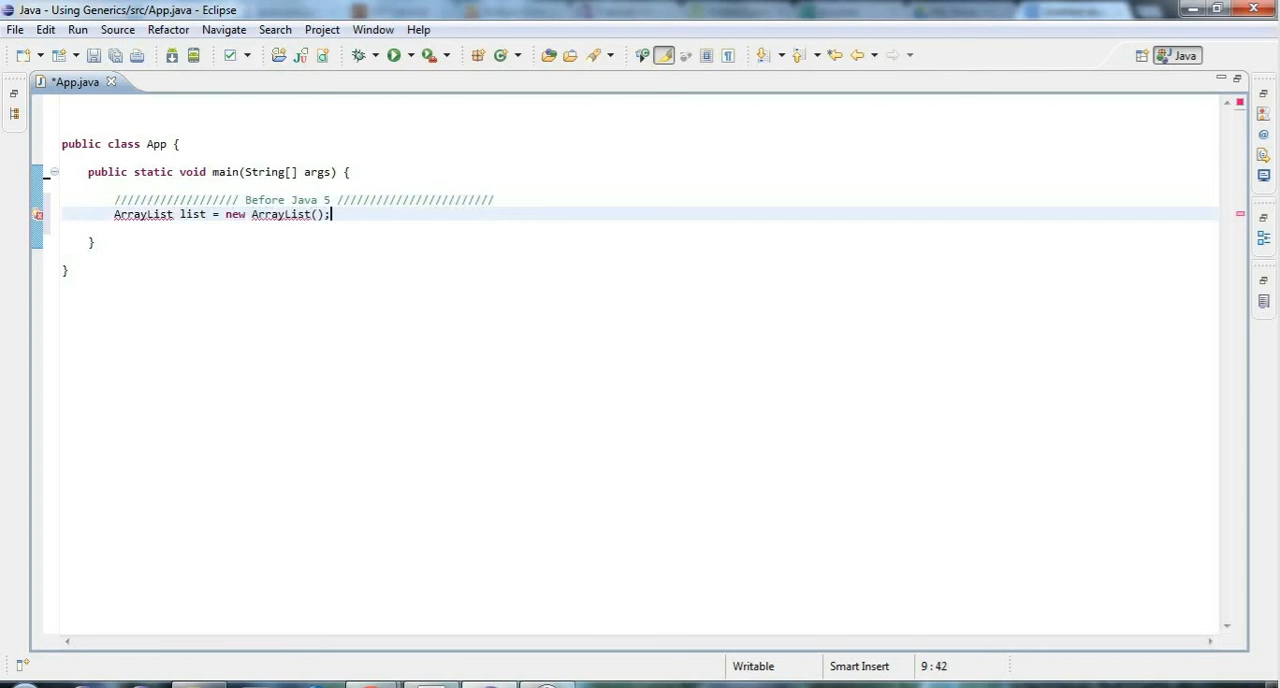 Java - Using Generics/src/App.java - Eclipse
File Edit Run Source Refactor Navigate Search Project Window Help
Java
*App.java
public class App {
public static void main(String[] args) {
/////////////////// Before Java 5 ////////////////////////
ArrayList list = new ArrayList();
}
}
Writable Smart Insert 9 : 42